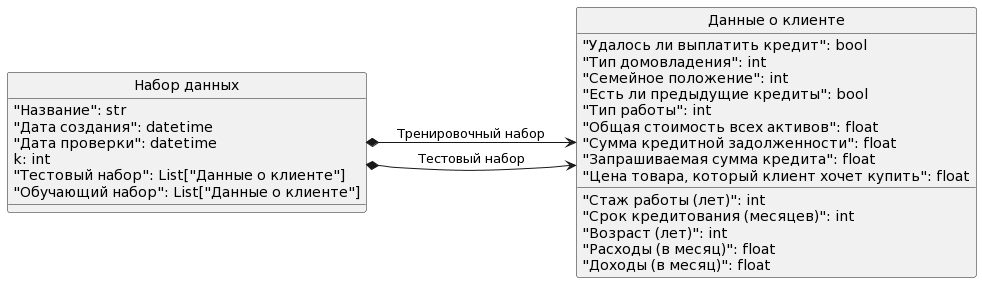 Набор данных
"Название": str
"Дата создания": datetime
"Дата проверки": datetime
k: int
"Тестовый набор": List["Данные о клиенте"]
"Обучающий набор": List["Данные о клиенте"]
Тренировочный набор
Тестовый набор
Данные о клиенте
"Удалось ли выплатить кредит": bool
"Тип домовладения": int
"Семейное положение": int
"Есть ли предыдущие кредиты": bool
"Тип работы": int
"Общая стоимость всех активов": float
"Сумма кредитной задолженности": float
"Запрашиваемая сумма кредита": float
"Цена товара, который клиент хочет купить": float
"Стаж работы (лет)": int
"Срок кредитования (месяцев)": int
"Возраст (лет)": int
"Расходы (в месяц)": float
"Доходы (в месяц)": float